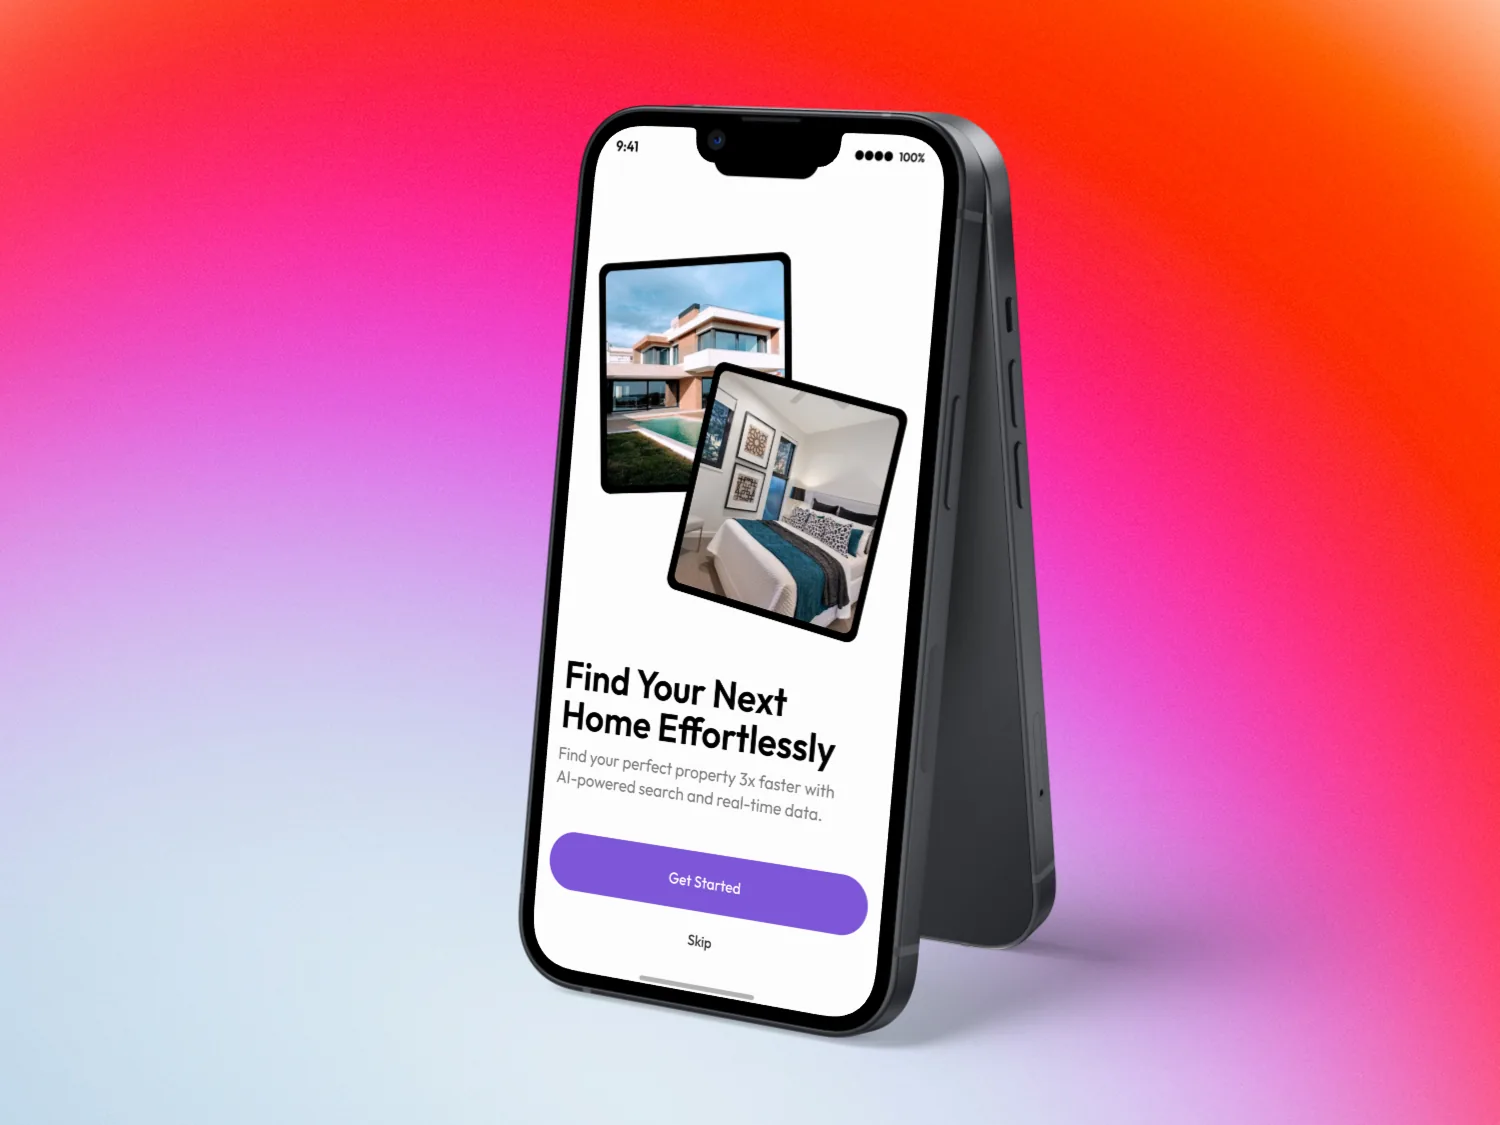 9:41
100%
Find Your Next
Home Effortlessly
Find your perfect property 3x faster with
AI-powered search and real-time data.
Get Started
Skip